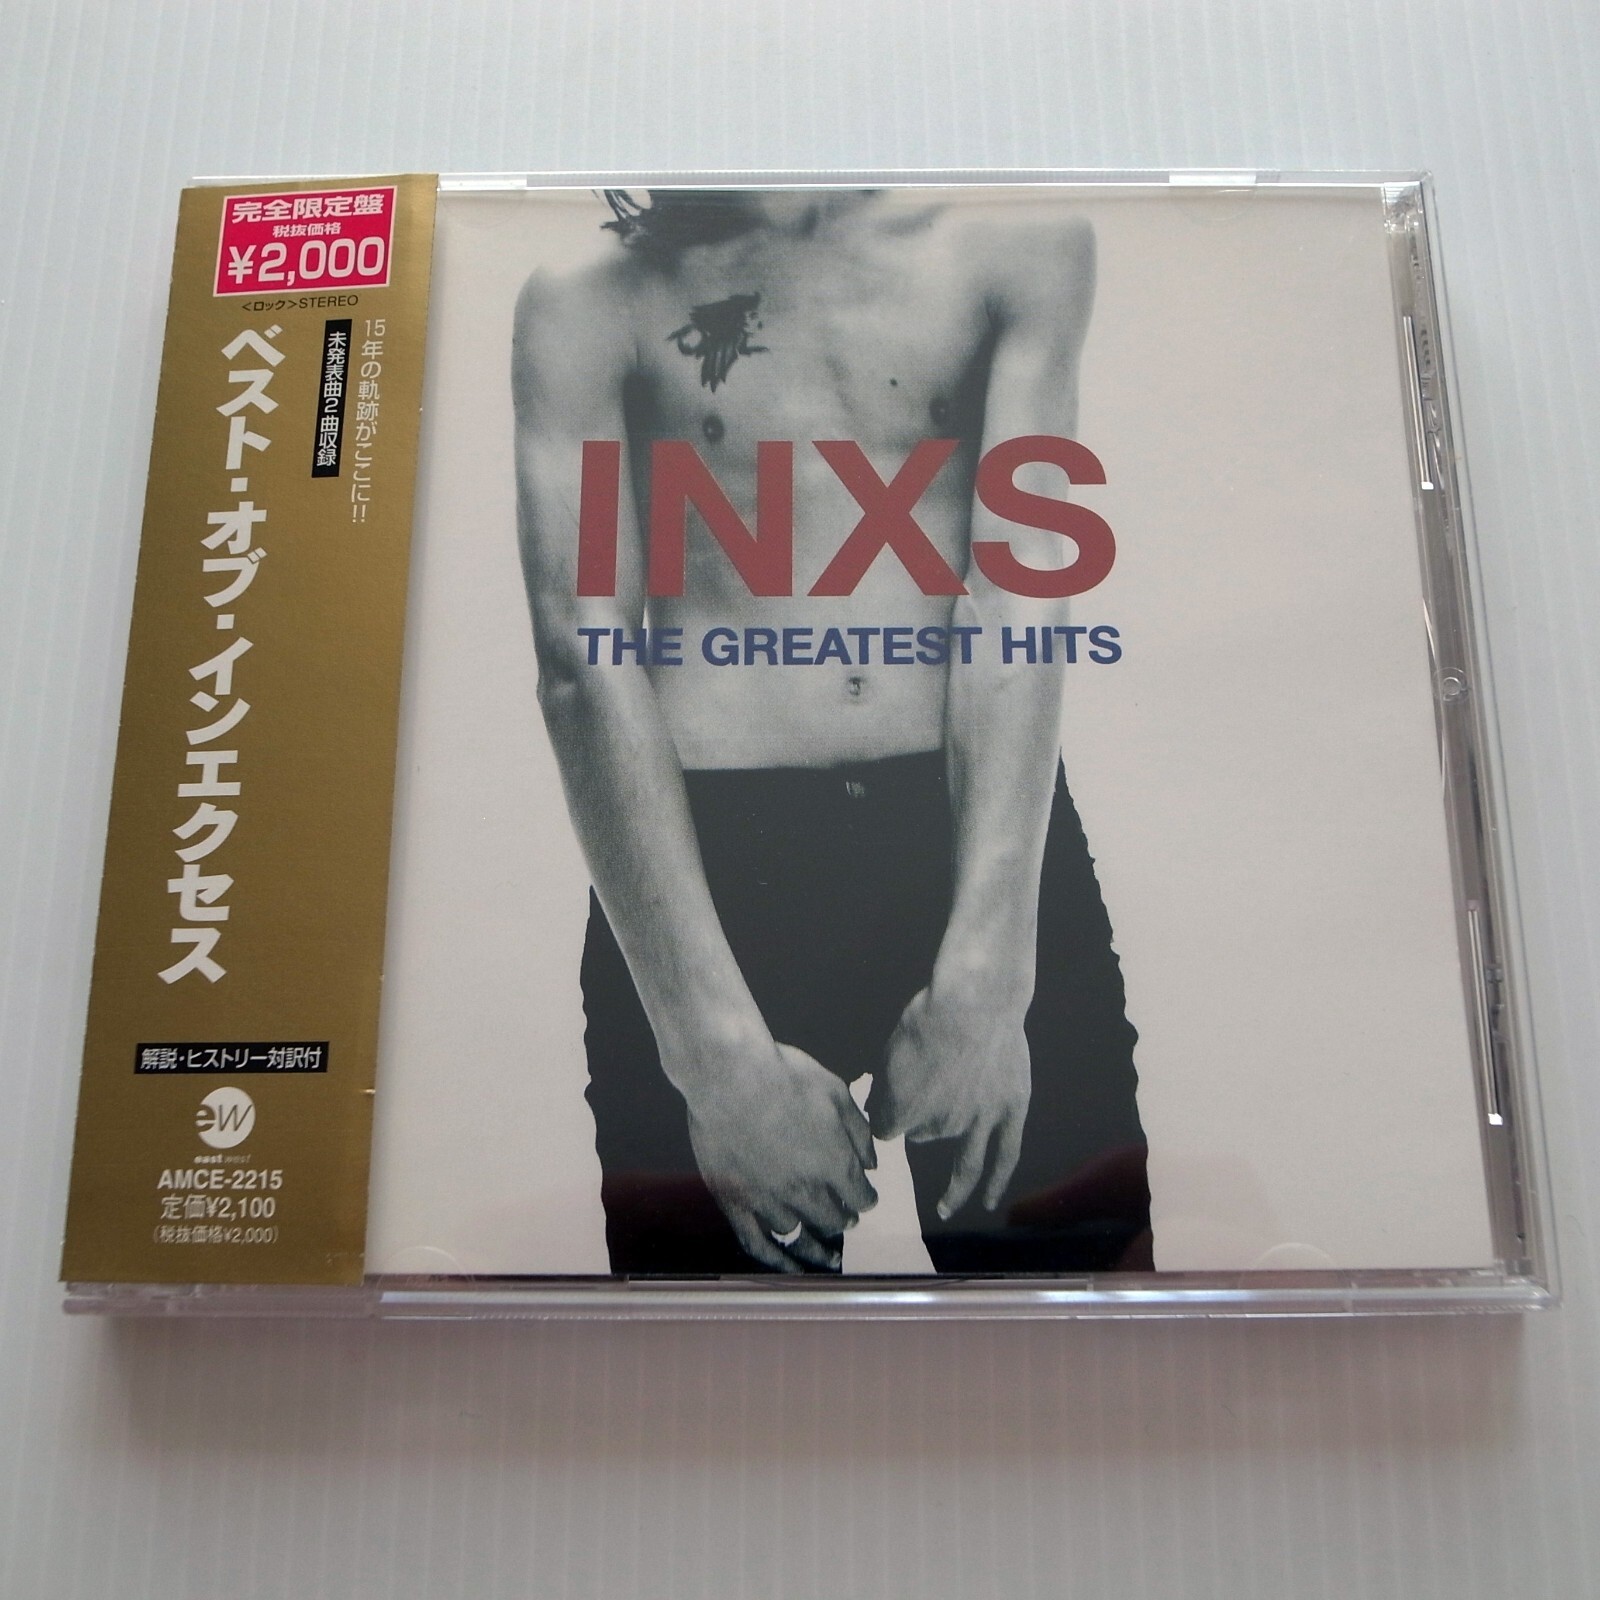 完全限定盤
税抜価格
¥2,000
<ロック>STEREO
15年の軌跡がここに!!
未発表曲2曲収録
ベスト・オブ・インエクセス
解説・ヒストリー対訳付
ew
east west
AMCE-2215
定価¥2,100
(税抜価格¥2,000)
INXS
THE GREATEST HITS